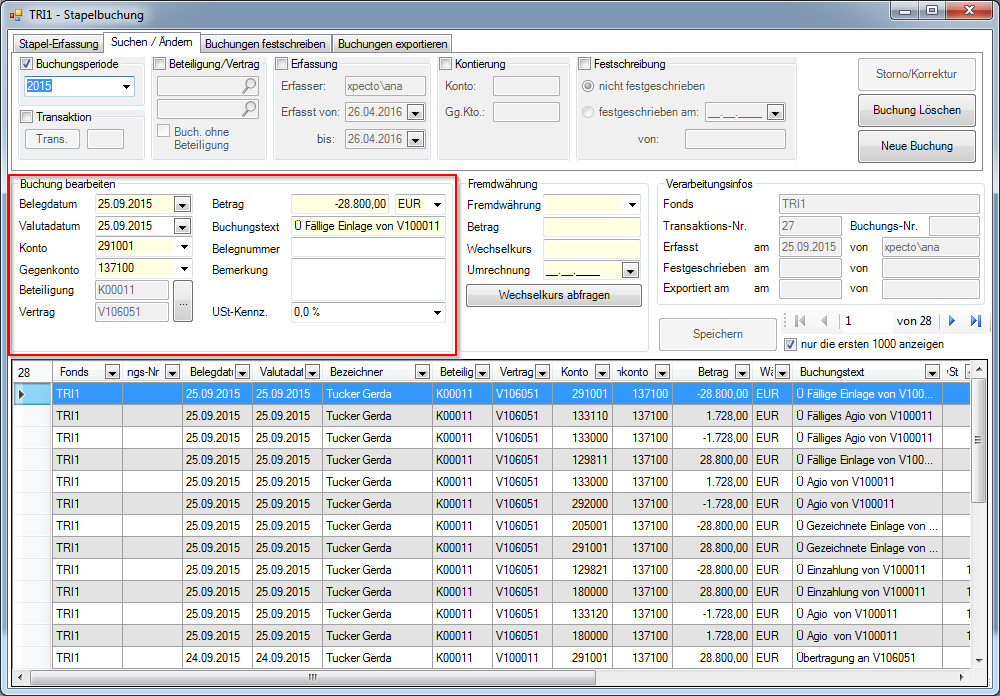 TRI1 - Stapelbuchung
Stapel-Erfassung Suchen / Ändern Buchungen festschreiben Buchungen exportieren
Buchungsperiode Beteiligung/Vertrag Erfassung Kontierung Festschreibung
2015 Erfasser: xpecto\ana Konto: nicht festgeschrieben Storno/Korrektur
Transaktion Erfasst von: 26.04.2016 Gg.Kto.: festgeschrieben am: __.__.____ Buchung Löschen
Trans. Buch. ohne Beteiligung bis: 26.04.2016 von: Neue Buchung
Buchung bearbeiten
Belegdatum 25.09.2015 Betrag -28.800,00 EUR
Valutadatum 25.09.2015 Buchungstext Ü Fällige Einlage von V100011
Konto 291001 Belegnummer
Gegenkonto 137100 Bemerkung
Beteiligung K00011
Vertrag V106051 ... USt-Kennz. 0,0 %
Fremdwährung
Fremdwährung
Betrag
Wechselkurs
Umrechnung __.__.____
Wechselkurs abfragen
Verarbeitungsinfos
Fonds TRI1
Transaktions-Nr. 27 Buchungs-Nr.
Erfasst am 25.09.2015 von xpecto\ana
Festgeschrieben am von
Exportiert am am von
Speichern 1 von 28
nur die ersten 1000 anzeigen
28 Fonds ngs-Nr Belegdatu Valutadat Bezeichner Beteilig Vertrag Konto nkonto Betrag Wä Buchungstext St
TRI1 25.09.2015 25.09.2015 Tucker Gerda K00011 V106051 291001 137100 -28.800,00 EUR Ü Fällige Einlage von V100...
TRI1 25.09.2015 25.09.2015 Tucker Gerda K00011 V106051 133110 137100 1.728,00 EUR Ü Fälliges Agio von V100011
TRI1 25.09.2015 25.09.2015 Tucker Gerda K00011 V106051 133000 137100 -1.728,00 EUR Ü Fälliges Agio von V100011
TRI1 25.09.2015 25.09.2015 Tucker Gerda K00011 V106051 129811 137100 28.800,00 EUR Ü Fällige Einlage von V100...
TRI1 25.09.2015 25.09.2015 Tucker Gerda K00011 V106051 133000 137100 1.728,00 EUR Ü Agio von V100011
TRI1 25.09.2015 25.09.2015 Tucker Gerda K00011 V106051 292000 137100 -1.728,00 EUR Ü Agio von V100011
TRI1 25.09.2015 25.09.2015 Tucker Gerda K00011 V106051 205001 137100 -28.800,00 EUR Ü Gezeichnete Einlage von ...
TRI1 25.09.2015 25.09.2015 Tucker Gerda K00011 V106051 291001 137100 28.800,00 EUR Ü Gezeichnete Einlage von ...
TRI1 25.09.2015 25.09.2015 Tucker Gerda K00011 V106051 129821 137100 -28.800,00 EUR Ü Einzahlung von V100011 1
TRI1 25.09.2015 25.09.2015 Tucker Gerda K00011 V106051 180000 137100 28.800,00 EUR Ü Einzahlung von V100011 1
TRI1 25.09.2015 25.09.2015 Tucker Gerda K00011 V106051 133120 137100 -1.728,00 EUR Ü Agio von V100011 1
TRI1 25.09.2015 25.09.2015 Tucker Gerda K00011 V106051 180000 137100 1.728,00 EUR Ü Agio von V100011 1
TRI1 24.09.2015 24.09.2015 Tucker Gerda K00011 V100011 291001 137100 28.800,00 EUR Übertragung an V106051